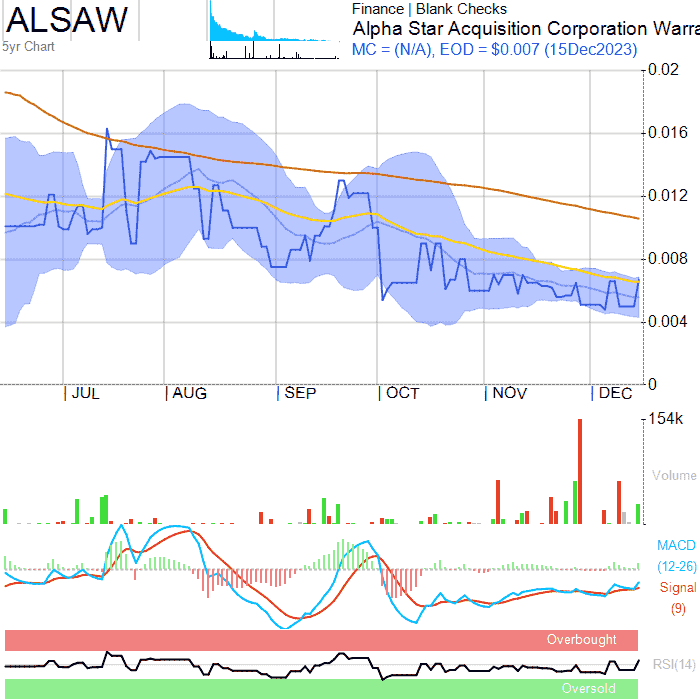 ALSAW
5yr Chart
Finance | Blank Checks
Alpha Star Acquisition Corporation Warra
MC = (N/A), EOD = $0.007 (15Dec2023)
0.02
0.016
0.012
0.008
0.004
0
JUL AUG SEP OCT NOV DEC
154k
Volume
MACD
(12-26)
Signal
(9)
Overbought
RSI(14)
Oversold